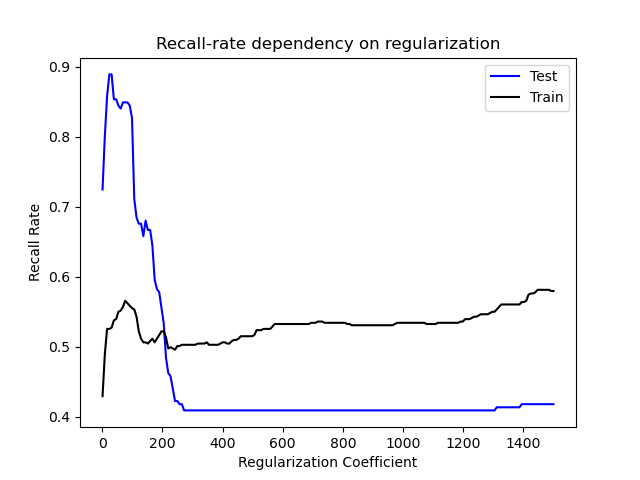 Recall-rate dependency on regularization
Test
Train
Recall Rate
0.9
0.8
0.7
0.6
0.5
0.4
0 200 400 600 800 1000 1200 1400
Regularization Coefficient